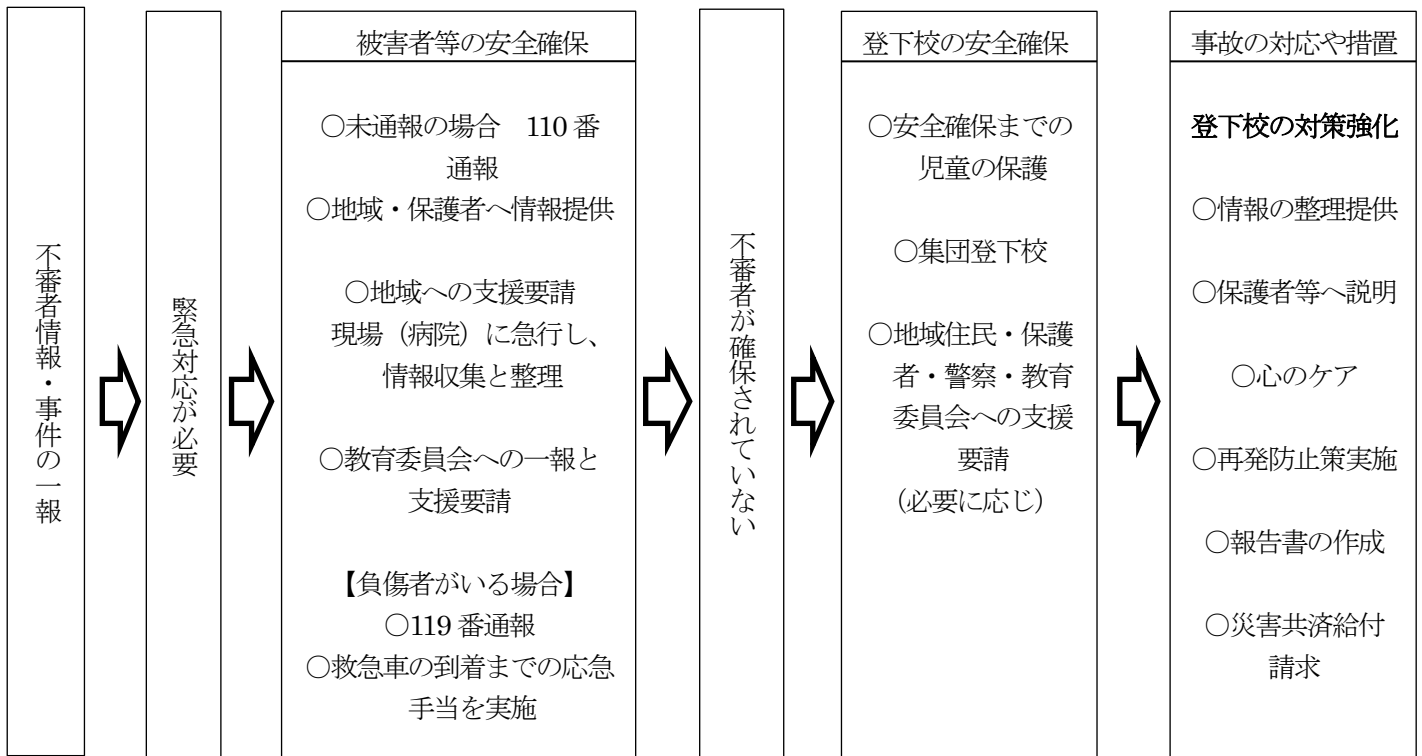 不審者情報・事件の一報
緊急対応が必要
被害者等の安全確保
○未通報の場合　110番
通報
○地域・保護者へ情報提供
○地域への支援要請
現場（病院）に急行し、
情報収集と整理
○教育委員会への一報と
支援要請
【負傷者がいる場合】
○119番通報
○救急車の到着までの応急
手当を実施
不審者が確保されていない
登下校の安全確保
○安全確保までの
児童の保護
○集団登下校
○地域住民・保護
者・警察・教育
委員会への支援
要請
（必要に応じ）
事故の対応や措置
登下校の対策強化
○情報の整理提供
○保護者等へ説明
○心のケア
○再発防止策実施
○報告書の作成
○災害共済給付
請求